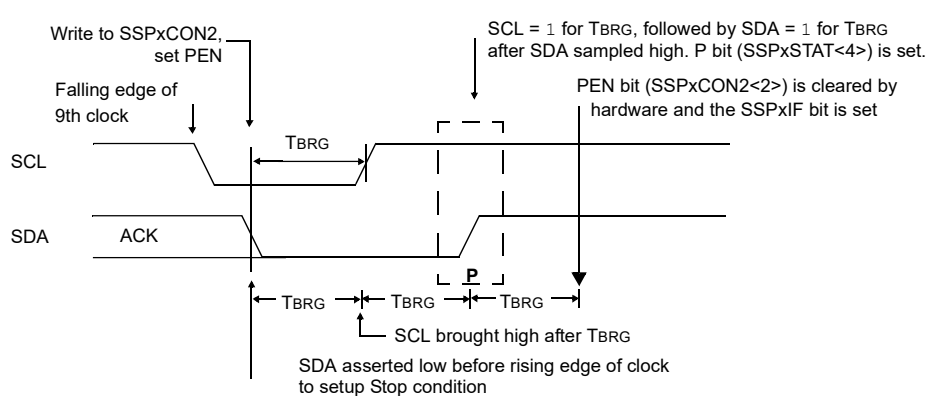 Write to SSPxCON2,
set PEN
SCL = 1 for TBRG, followed by SDA = 1 for TBRG
after SDA sampled high. P bit (SSPxSTAT<4>) is set.
PEN bit (SSPxCON2<2>) is cleared by
hardware and the SSPxIF bit is set
Falling edge of
9th clock
TBRG
SCL
SDA
ACK
P
TBRG
TBRG
TBRG
SCL brought high after TBRG
SDA asserted low before rising edge of clock
to setup Stop condition